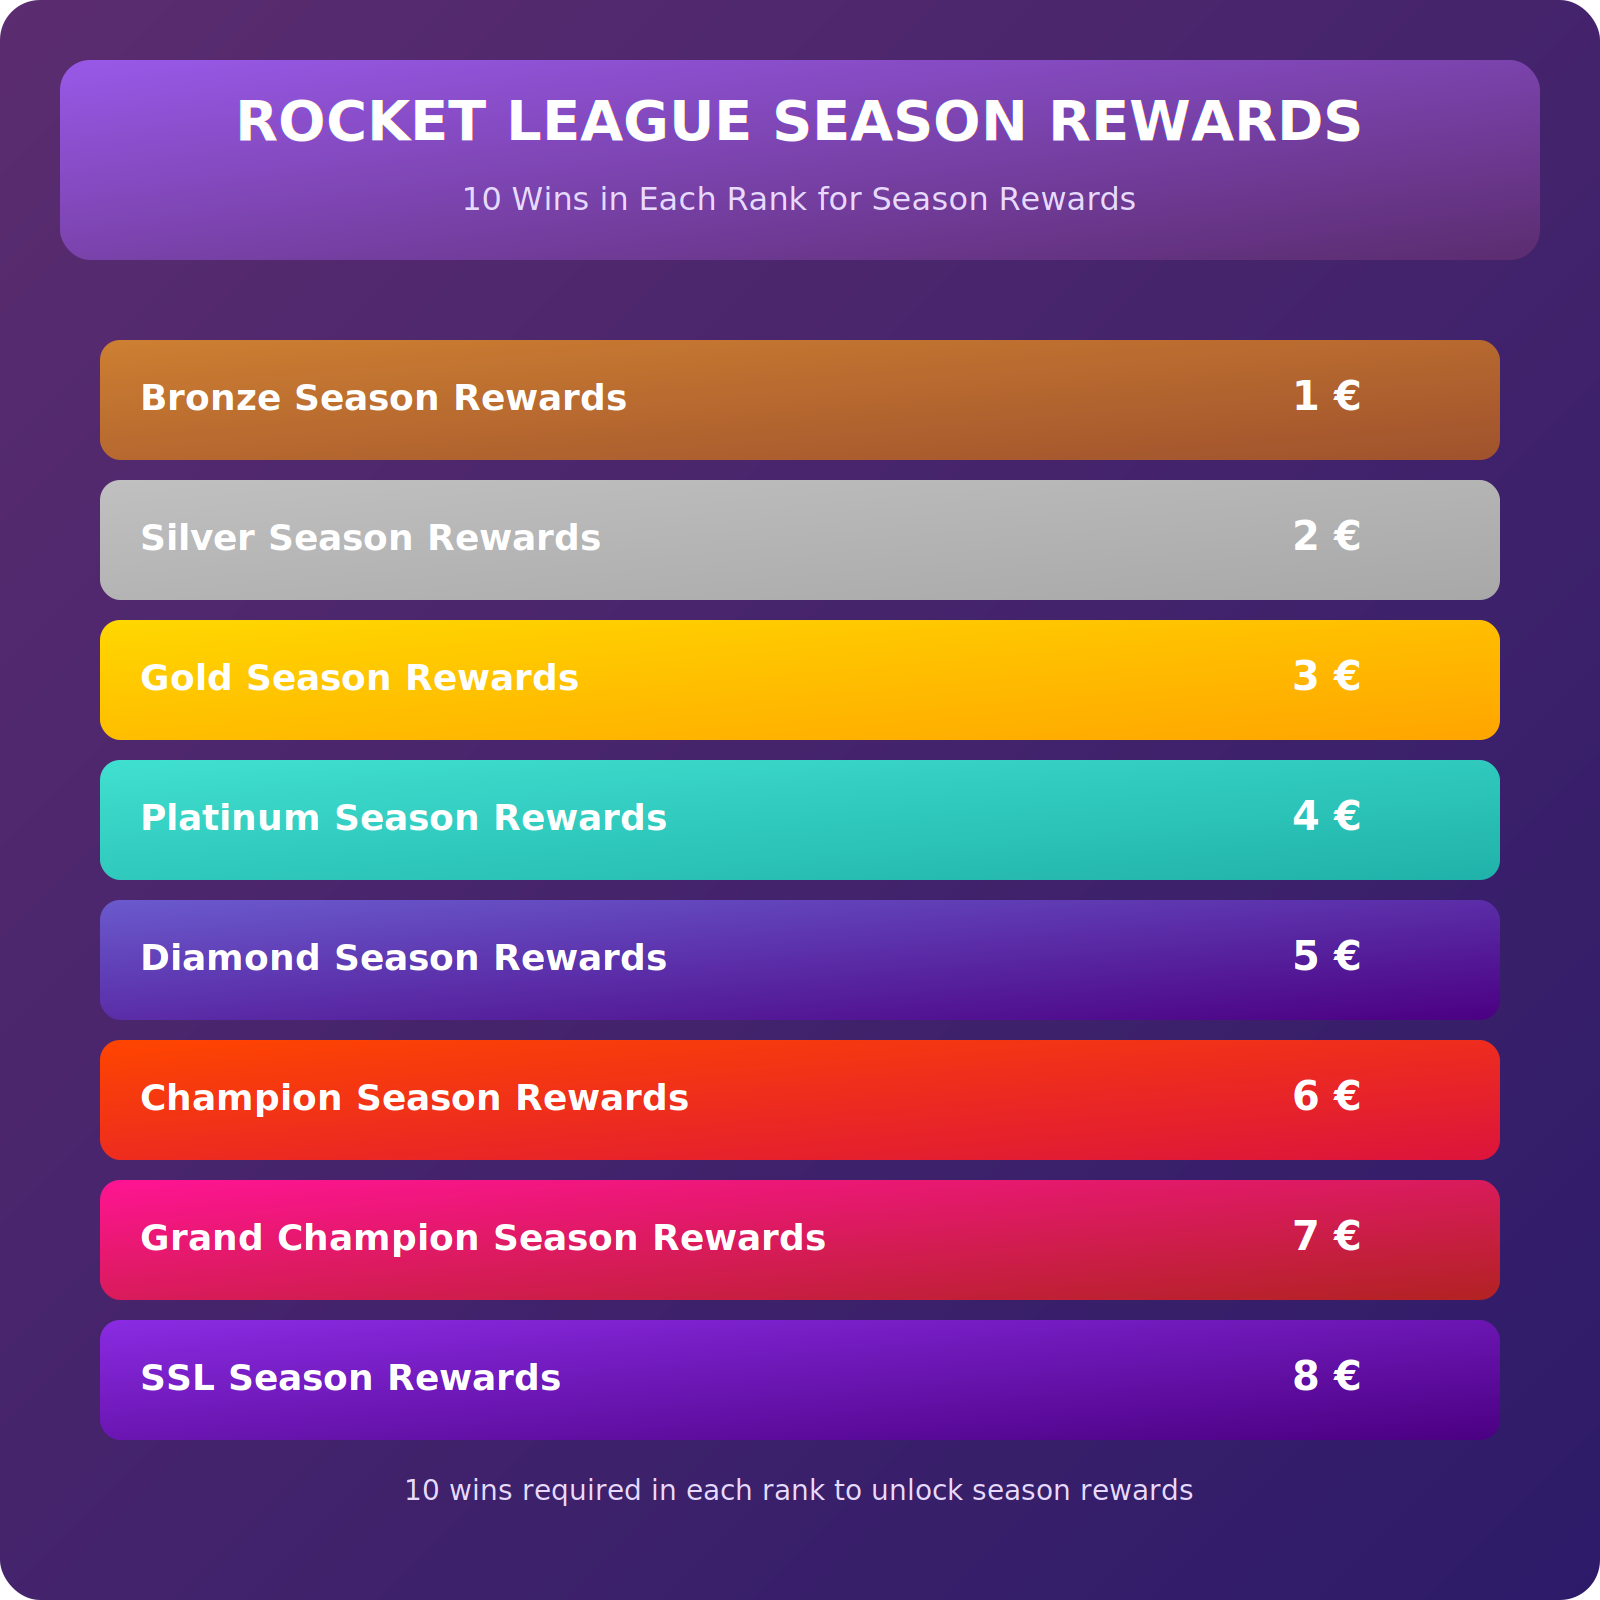 ROCKET LEAGUE SEASON REWARDS
10 Wins in Each Rank for Season Rewards
Bronze Season Rewards 1 €
Silver Season Rewards 2 €
Gold Season Rewards 3 €
Platinum Season Rewards 4 €
Diamond Season Rewards 5 €
Champion Season Rewards 6 €
Grand Champion Season Rewards 7 €
SSL Season Rewards 8 €
10 wins required in each rank to unlock season rewards